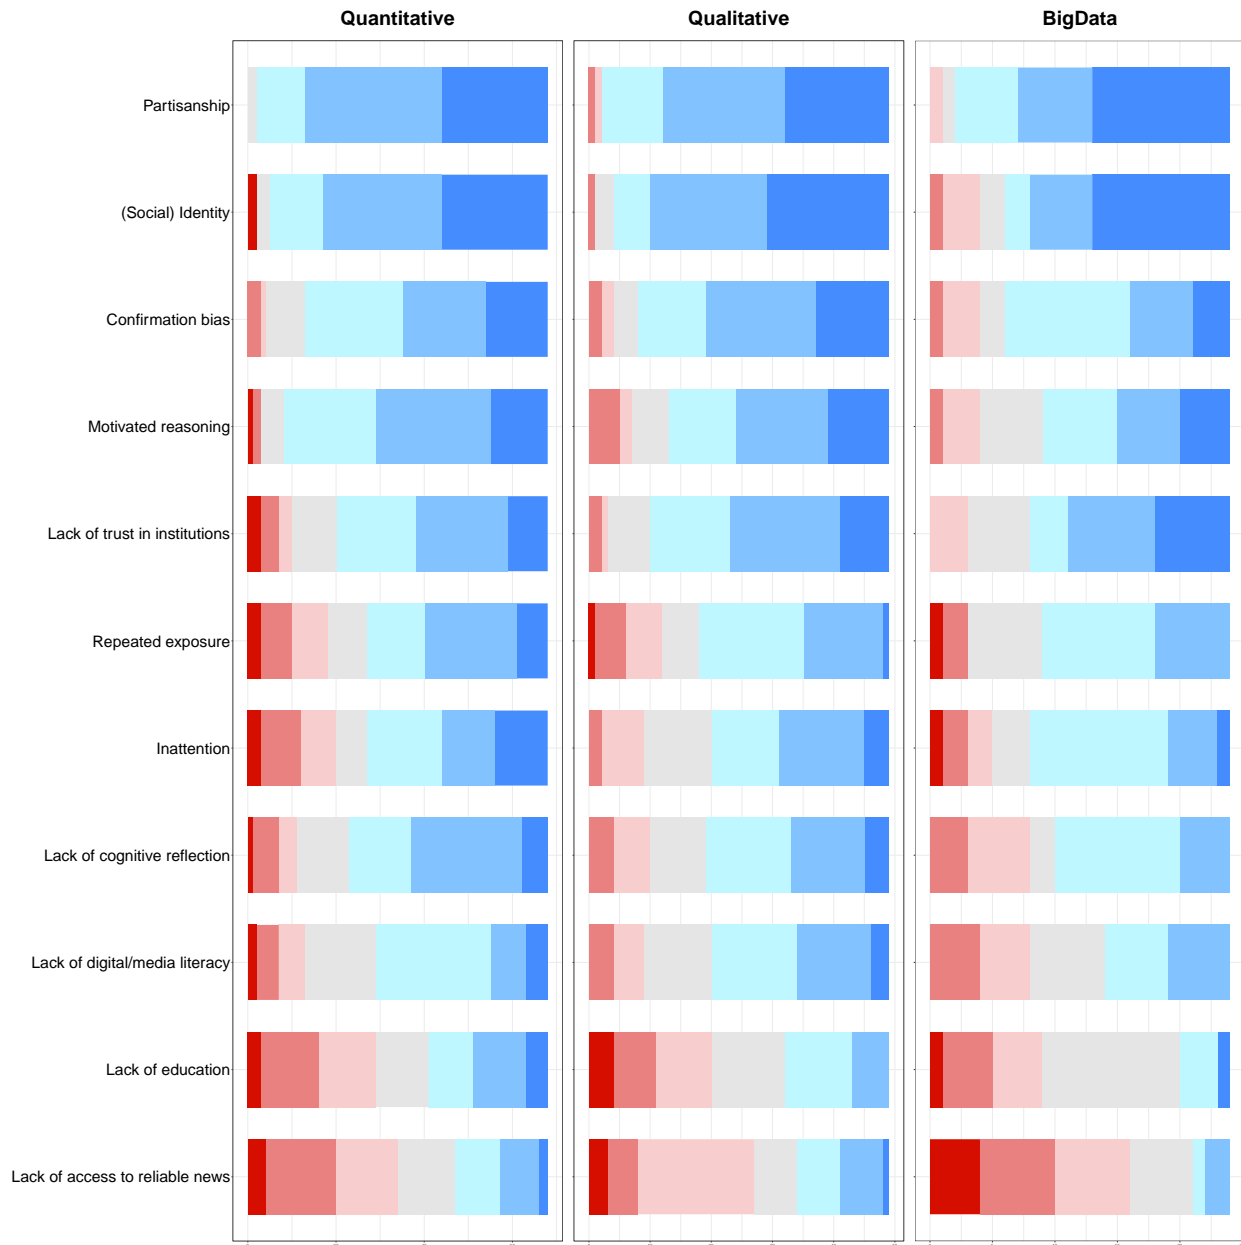 Quantitative Qualitative BigData
Partisanship
(Social) Identity
Confirmation bias
Motivated reasoning
Lack of trust in institutions
Repeated exposure
Inattention
Lack of cognitive reflection
Lack of digital/media literacy
Lack of education
Lack of access to reliable news